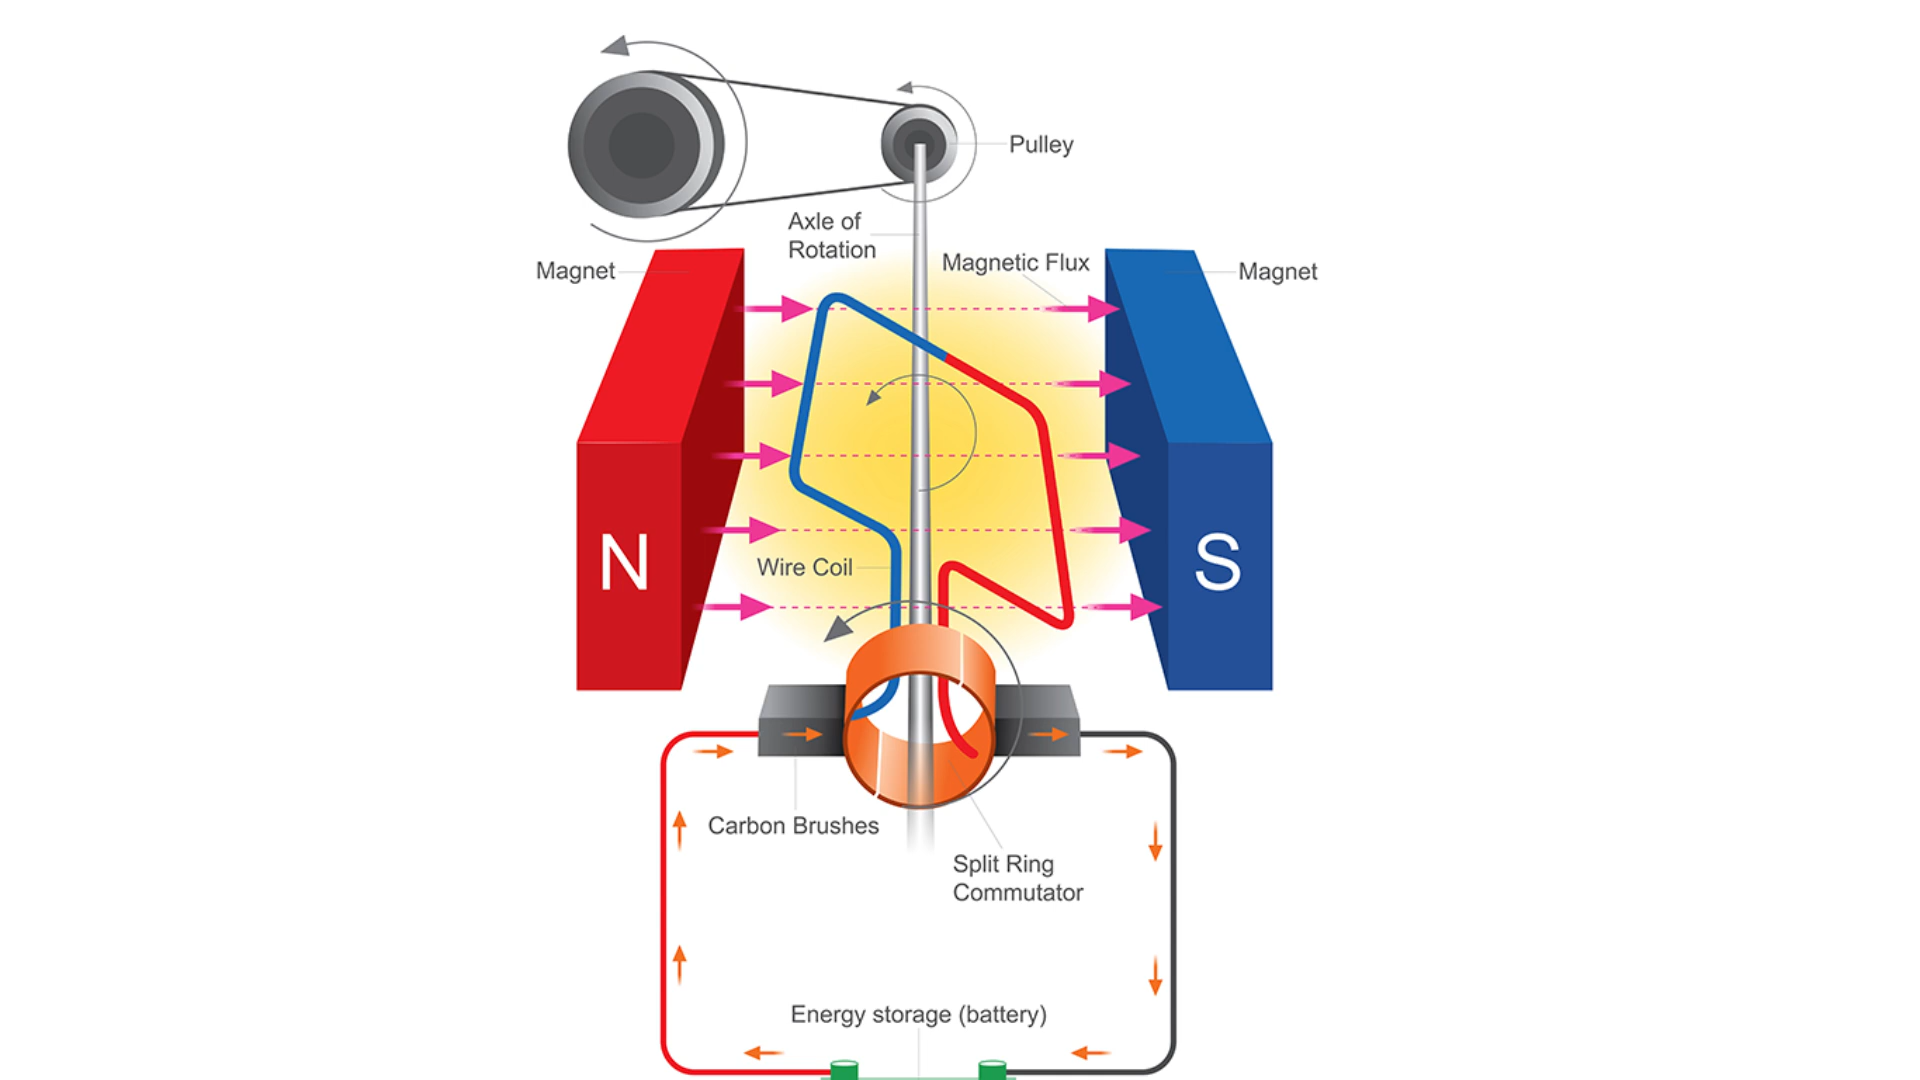 Pulley
Axle of
Rotation
Magnetic Flux
Magnet
Magnet
N
S
Wire Coil
Carbon Brushes
Split Ring
Commutator
Energy storage (battery)